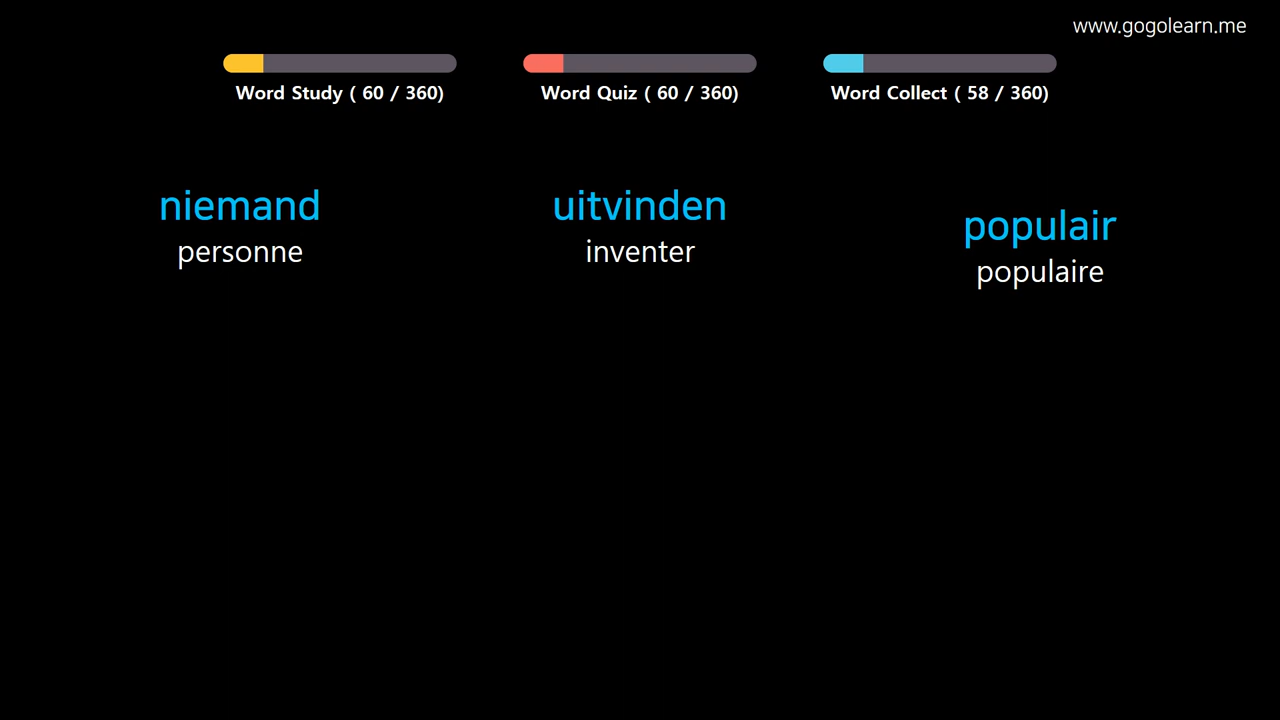 www.gogolearn.me
Word Study ( 60 / 360)
Word Quiz ( 60 / 360)
Word Collect ( 58 / 360)
niemand
personne
uitvinden
inventer
populair
populaire